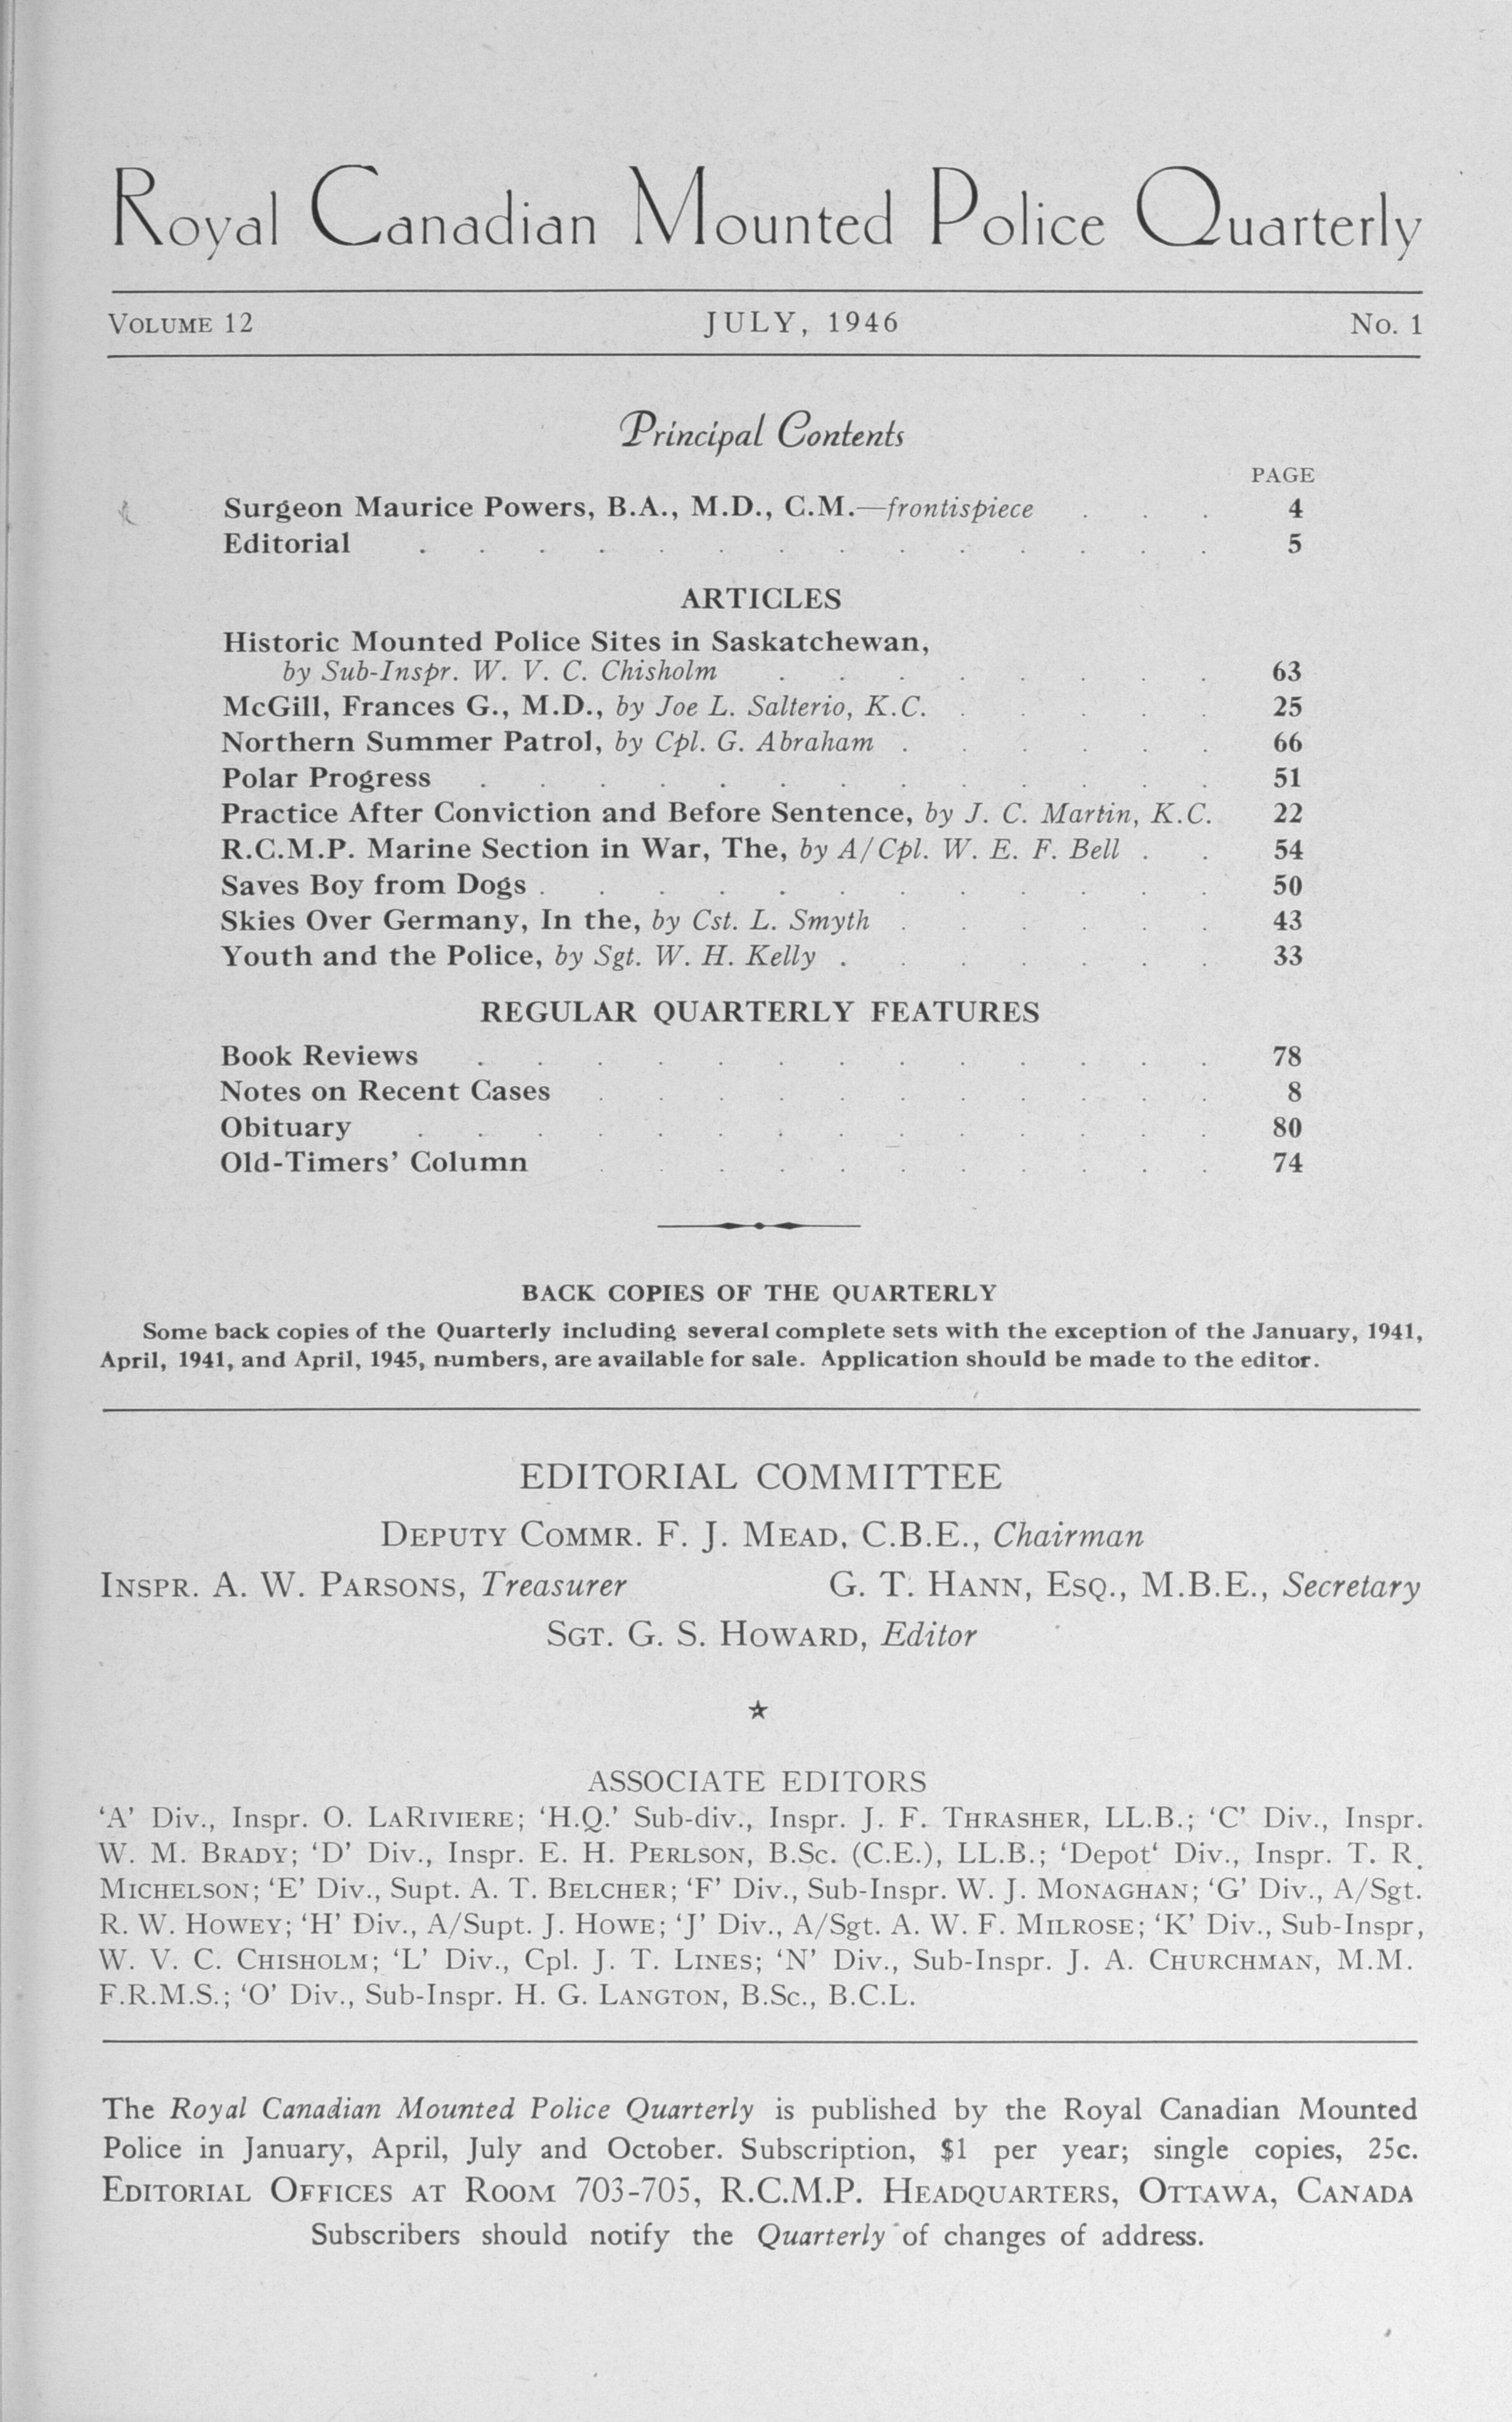 Royal Canadian Mounted Police Quarterly
VOLUME 12 JULY, 1946 No. 1
Principal Contents
PAGE
Surgeon Maurice Powers, B.A., M.D., C.M.—frontispiece . . . 4
Editorial . . . . . . . . . . . . . . 5
ARTICLES
Historic Mounted Police Sites in Saskatchewan,
by Sub-Inspr. W. V. C. Chisholm . . . . . . . . 63
McGill, Frances G., M.D., by Joe L. Salterio, K.C. . . . . . 25
Northern Summer Patrol, by Cpl. G. Abraham . . . . . . 66
Polar Progress . . . . . . . . . . . . . 51
Practice After Conviction and Before Sentence, by J. C. Martin, K.C. 22
R.C.M.P. Marine Section in War, The, by A/Cpl. W. E. F. Bell . . 54
Saves Boy from Dogs . . . . . . . . . . . . 50
Skies Over Germany, In the, by Cst. L. Smyth . . . . . . 43
Youth and the Police, by Sgt. W. H. Kelly . . . . . . . 33
REGULAR QUARTERLY FEATURES
Book Reviews . . . . . . . . . . . . . 78
Notes on Recent Cases . . . . . . . . . . . 8
Obituary . . . . . . . . . . . . . . 80
Old-Timers' Column . . . . . . . . . . . 74
BACK COPIES OF THE QUARTERLY
Some back copies of the Quarterly including several complete sets with the exception of the January, 1941,
April, 1941, and April, 1945, numbers, are available for sale. Application should be made to the editor.
EDITORIAL COMMITTEE
DEPUTY COMMR. F. J. MEAD, C.B.E., Chairman
INSPR. A. W. PARSONS, Treasurer G. T. HANN, ESQ., M.B.E., Secretary
SGT. G. S. HOWARD, Editor
ASSOCIATE EDITORS
'A' Div., Inspr. O. LARIVIERE; 'H.Q.' Sub-div., Inspr. J. F. THRASHER, LL.B.; 'C' Div., Inspr.
W. M. BRADY; 'D' Div., Inspr. E. H. PERLSON, B.Sc. (C.E.), LL.B.; 'Depot' Div., Inspr. T. R.
MICHELSON; 'E' Div., Supt. A. T. BELCHER; 'F' Div., Sub-Inspr. W. J. MONAGHAN; 'G' Div., A/Sgt.
R. W. HOWEY; 'H' Div., A/Supt. J. HOWE; 'J' Div., A/Sgt. A. W. F. MILROSE; 'K' Div., Sub-Inspr,
W. V. C. CHISHOLM; 'L' Div., Cpl. J. T. LINES; 'N' Div., Sub-Inspr. J. A. CHURCHMAN, M.M.
F.R.M.S.; 'O' Div., Sub-Inspr. H. G. LANGTON, B.Sc., B.C.L.
The Royal Canadian Mounted Police Quarterly is published by the Royal Canadian Mounted
Police in January, April, July and October. Subscription, $1 per year; single copies, 25c.
EDITORIAL OFFICES AT ROOM 703-705, R.C.M.P. HEADQUARTERS, OTTAWA, CANADA
Subscribers should notify the Quarterly of changes of address.